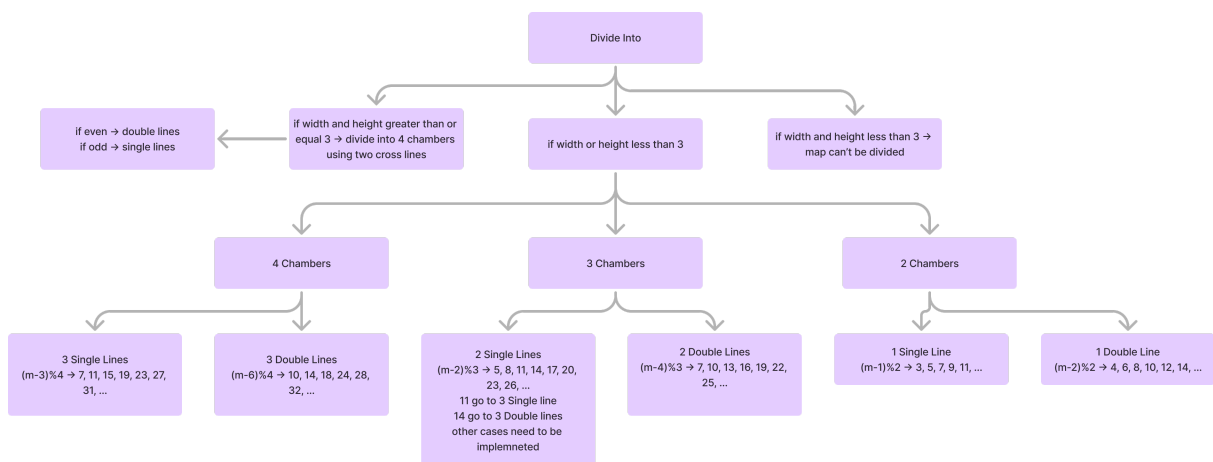 Divide Into
if even → double lines
if odd → single lines
if width and height greater than or
equal 3 → divide into 4 chambers
using two cross lines
if width or height less than 3
if width and height less than 3 →
map can't be divided
4 Chambers
3 Chambers
2 Chambers
3 Single Lines
(m-3)%4 → 7, 11, 15, 19, 23, 27,
31, ...
3 Double Lines
(m-6)%4 → 10, 14, 18, 24, 28,
32, ...
2 Single Lines
(m-2)%3 → 5, 8, 11, 14, 17, 20,
23, 26, ...
11 go to 3 Single line
14 go to 3 Double lines
other cases need to be
implemneted
2 Double Lines
(m-4)%3 → 7, 10, 13, 16, 19, 22,
25, ...
1 Single Line
(m-1)%2 → 3, 5, 7, 9, 11, ...
1 Double Line
(m-2)%2 → 4, 6, 8, 10, 12, 14, ...